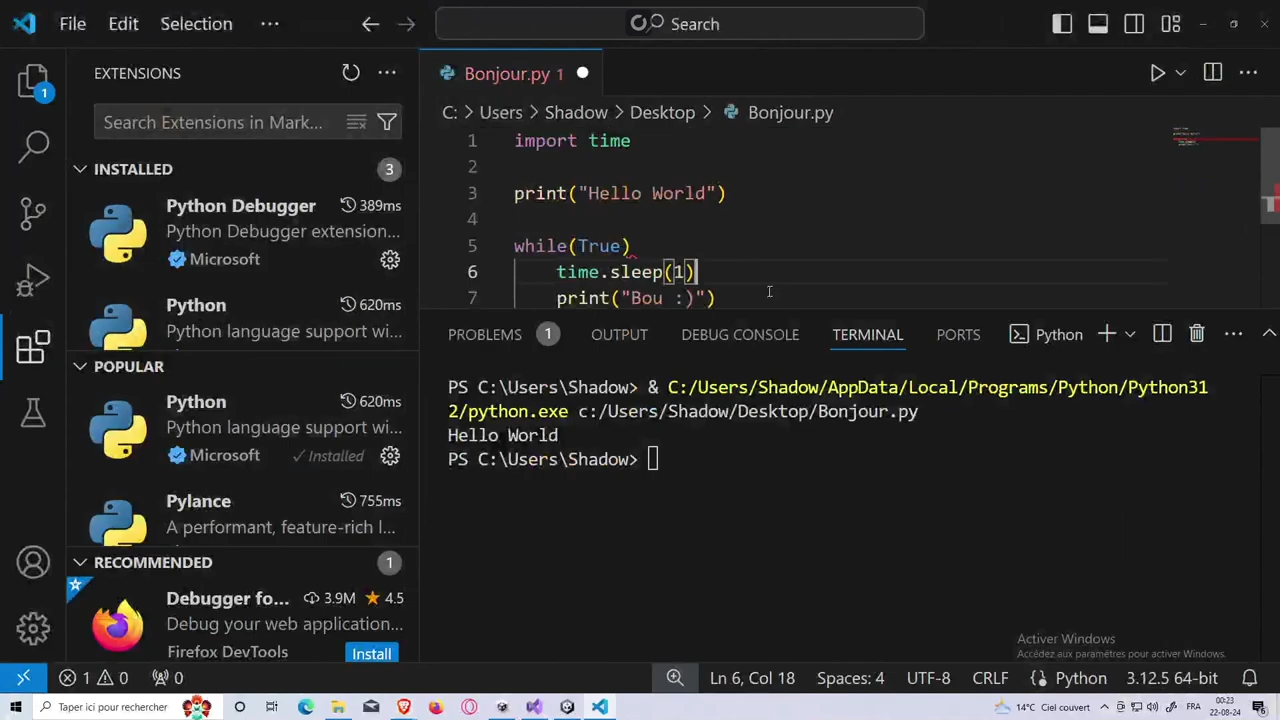 File Edit Selection ... Search
EXTENSIONS
Search Extensions in Mark...
INSTALLED 3
Python Debugger 389ms
Python Debugger extension...
Microsoft
Python 620ms
Python language support wi...
POPULAR
Python 620ms
Python language support wi...
Microsoft Installed
Pylance 755ms
A performant, feature-rich l...
RECOMMENDED 1
Debugger fo... 3.9M 4.5
Debug your web application...
Firefox DevTools Install
1
Bonjour.py 1
C: > Users > Shadow > Desktop > Bonjour.py
1 import time
2
3 print("Hello World")
4
5 while(True)
6 time.sleep(1)
7 print("Bou :)")
PROBLEMS 1 OUTPUT DEBUG CONSOLE TERMINAL PORTS Python
PS C:\Users\Shadow> & C:/Users/Shadow/AppData/Local/Programs/Python/Python31
2/python.exe c:/Users/Shadow/Desktop/Bonjour.py
Hello World
PS C:\Users\Shadow>
Activer Windows
Accédez aux paramètres pour activer Windows.
1 0 0 Ln 6, Col 18 Spaces: 4 UTF-8 CRLF Python 3.12.5 64-bit
Taper ici pour rechercher 14°C Ciel couvert FRA 00:23
22-08-24